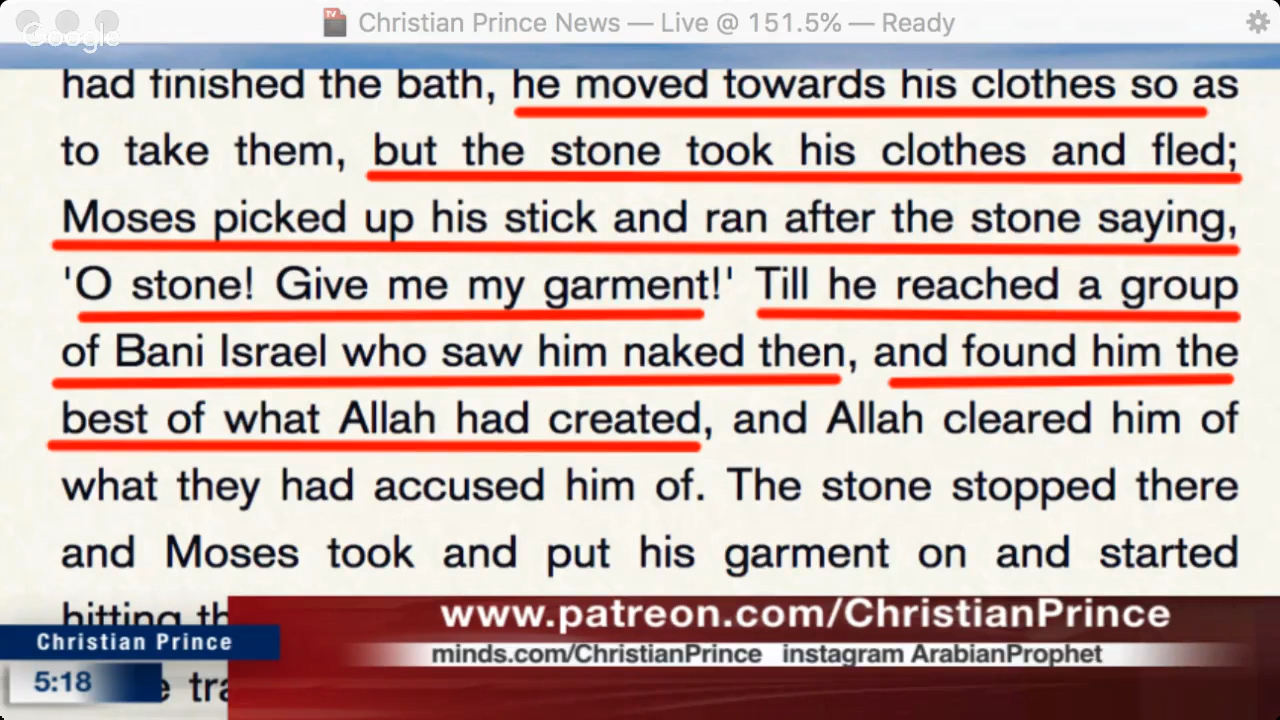 Christian Prince News — Live @ 151.5% — Ready
Google
had finished the bath, he moved towards his clothes so as
to take them, but the stone took his clothes and fled;
Moses picked up his stick and ran after the stone saying,
'O stone! Give me my garment!' Till he reached a group
of Bani Israel who saw him naked then, and found him the
best of what Allah had created, and Allah cleared him of
what they had accused him of. The stone stopped there
and Moses took and put his garment on and started
hitting
www.patreon.com/ChristianPrince
Christian Prince
minds.com/ChristianPrince instagram ArabianProphet
5:18